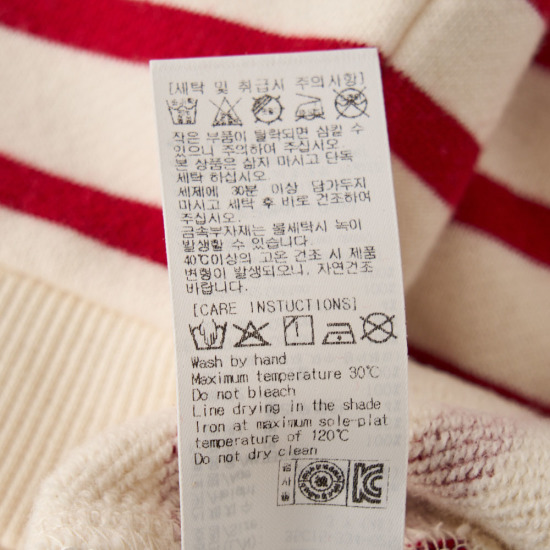 [세탁 및 취급시 주의사항]
작은 부품이 탈락되면 삼킬 수
있으니 주의하여 주십시오.
본 상품은 삶지 마시고 단독
세탁 하십시오.
세제에 30분 이상 담가두지
마시고 세탁 후 바로 건조하여
주십시오.
금속부자재는 물세탁시 녹이
발생할 수 있습니다.
40℃이상의 고온 건조 시 제품
변형이 발생되오니, 자연건조
바랍니다.
[CARE INSTUCTIONS]
Wash by hand
Maximum temperature 30℃
Do not bleach
Line drying in the shade
Iron at maximum sole-plat
temperature of 120℃
Do not dry clean
검
사
필